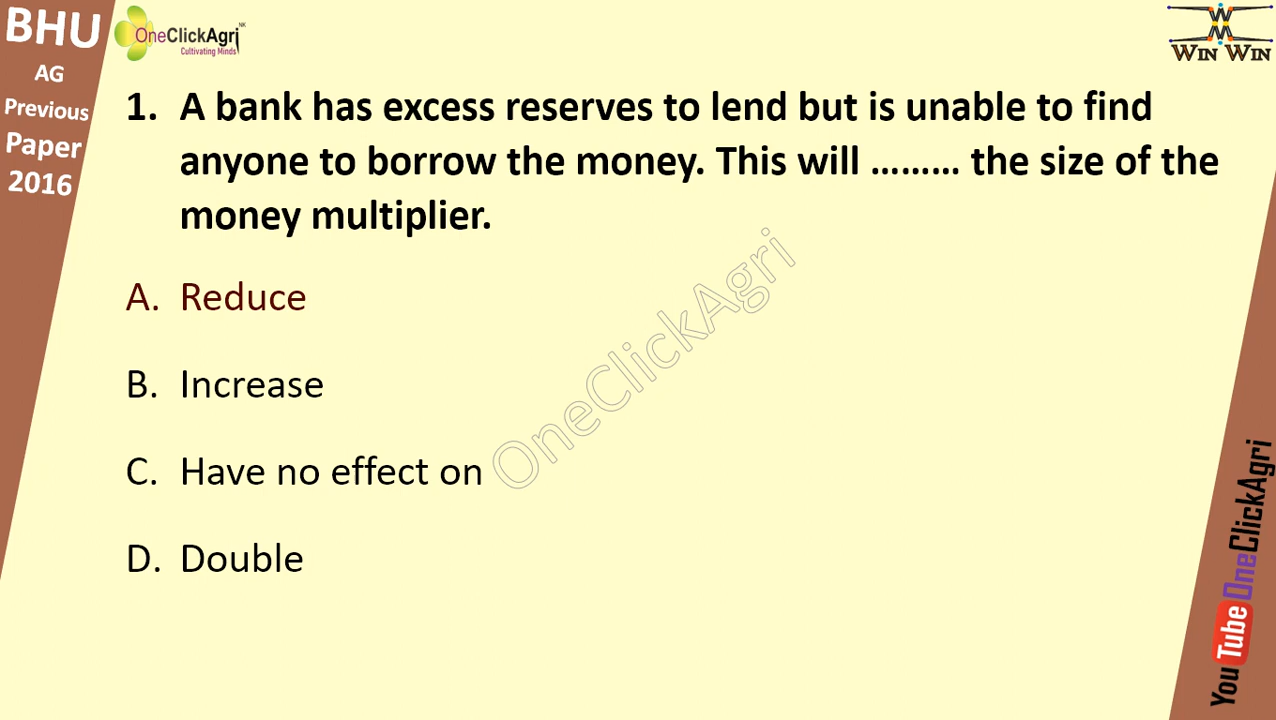 BHU
AG
Previous
Paper
2016
OneClickAgri NK
Cultivating Minds
WIN WIN
1. A bank has excess reserves to lend but is unable to find
anyone to borrow the money. This will ……… the size of the
money multiplier.
A. Reduce
B. Increase
C. Have no effect on
D. Double
OneClickAgri
YouTube OneClickAgri